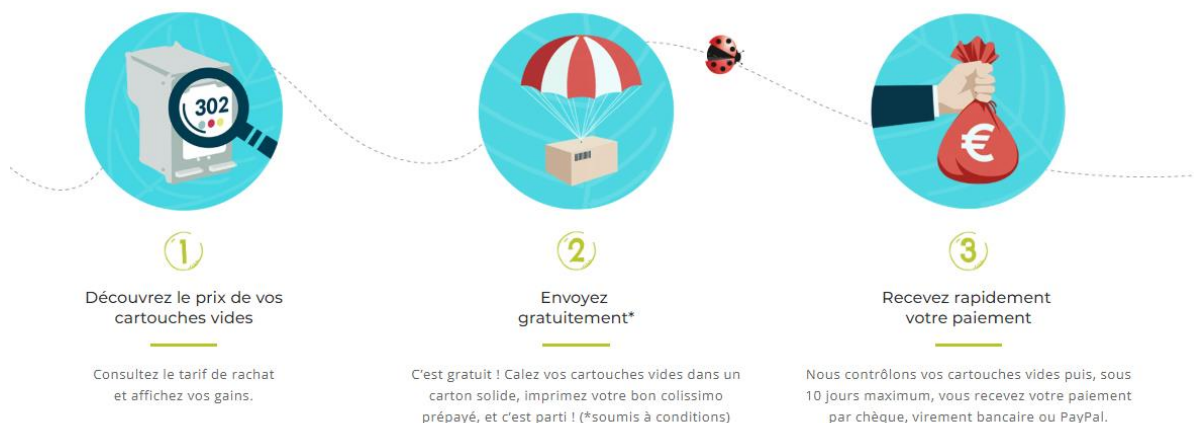 302
€
1
2
3
Découvrez le prix de vos
cartouches vides
Envoyez
gratuitement*
Recevez rapidement
votre paiement
Consultez le tarif de rachat
et affichez vos gains.
C'est gratuit ! Calez vos cartouches vides dans un
carton solide, imprimez votre bon colissimo
prépayé, et c'est parti ! (*soumis à conditions)
Nous contrôlons vos cartouches vides puis, sous
10 jours maximum, vous recevez votre paiement
par chèque, virement bancaire ou PayPal.